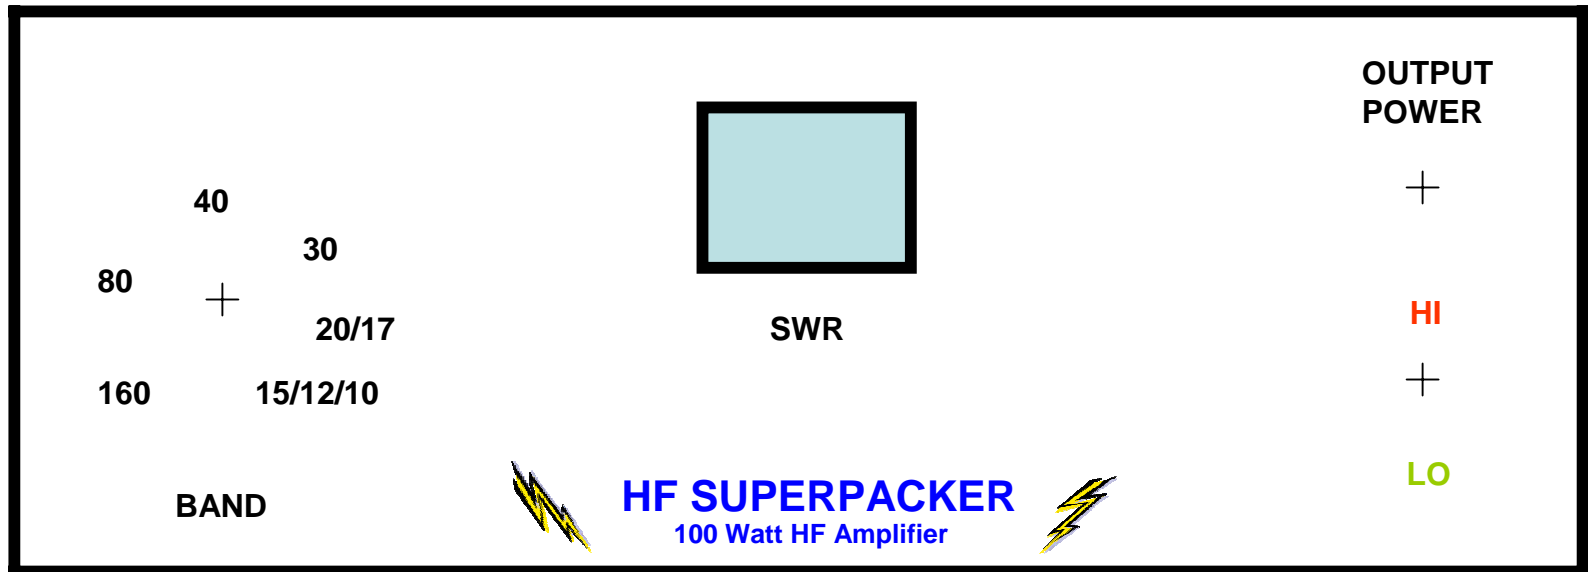 OUTPUT
POWER
40
30
80
20/17
160
15/12/10
BAND
SWR
HI
LO
HF SUPERPACKER
100 Watt HF Amplifier